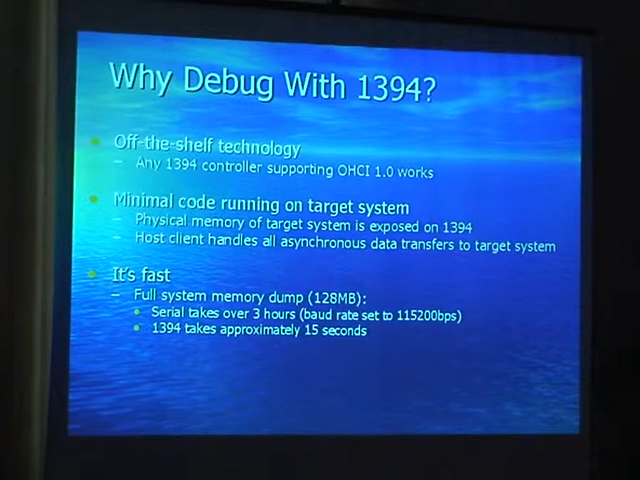 Why Debug With 1394?
Off-the-shelf technology
– Any 1394 controller supporting OHCI 1.0 works
Minimal code running on target system
– Physical memory of target system is exposed on 1394
– Host client handles all asynchronous data transfers to target system
It's fast
– Full system memory dump (128MB):
Serial takes over 3 hours (baud rate set to 115200bps)
1394 takes approximately 15 seconds